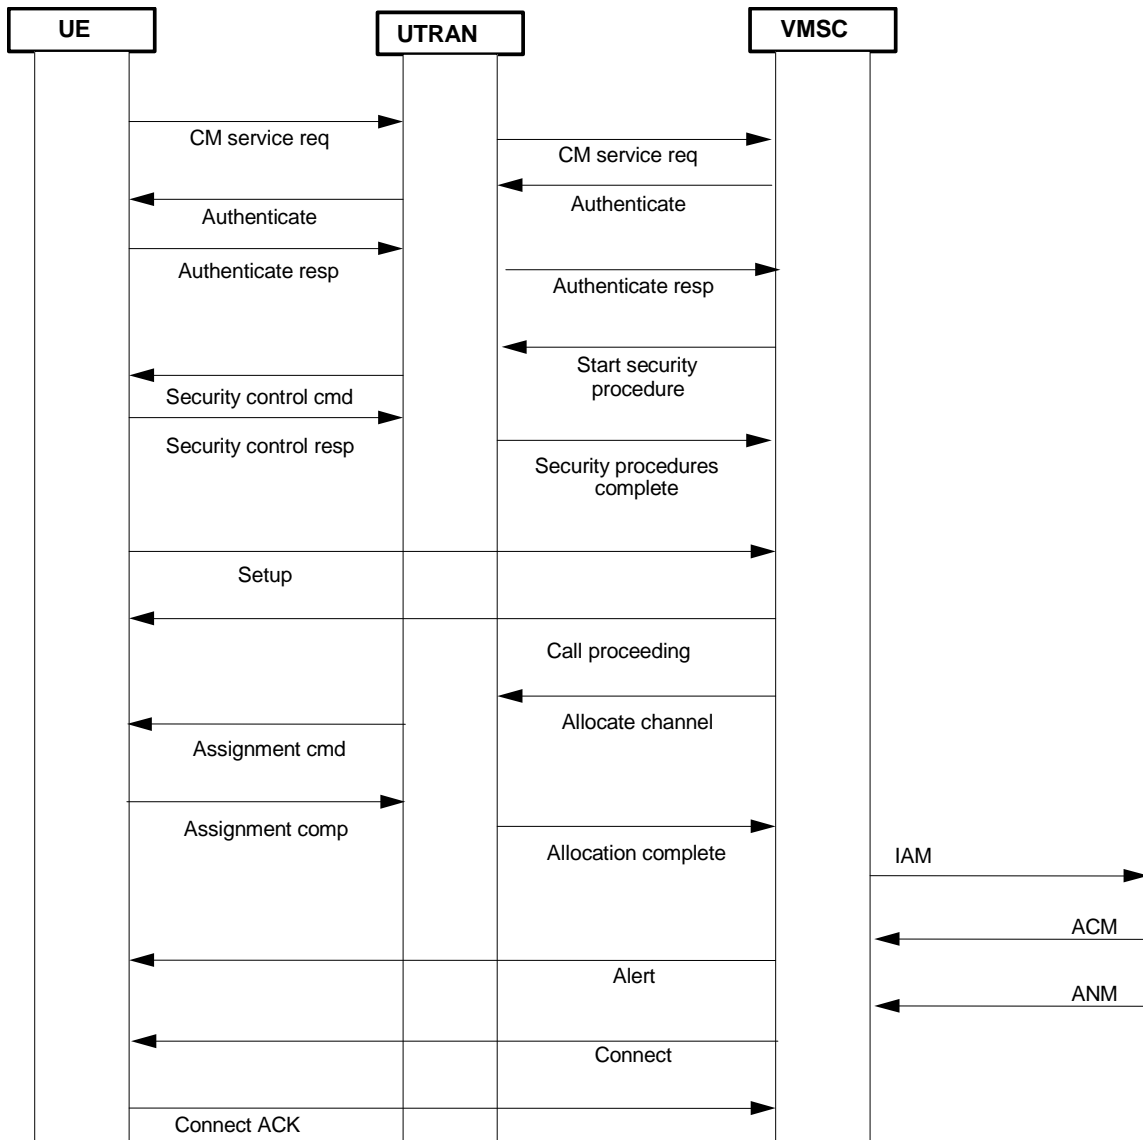 UE
UTRAN
VMSC
CM service req
CM service req
Authenticate
Authenticate
Authenticate resp
Authenticate resp
Start security
procedure
Security control cmd
Security control resp
Security procedures
complete
Setup
Call proceeding
Allocate channel
Assignment cmd
Assignment comp
Allocation complete
IAM
ACM
Alert
ANM
Connect
Connect ACK